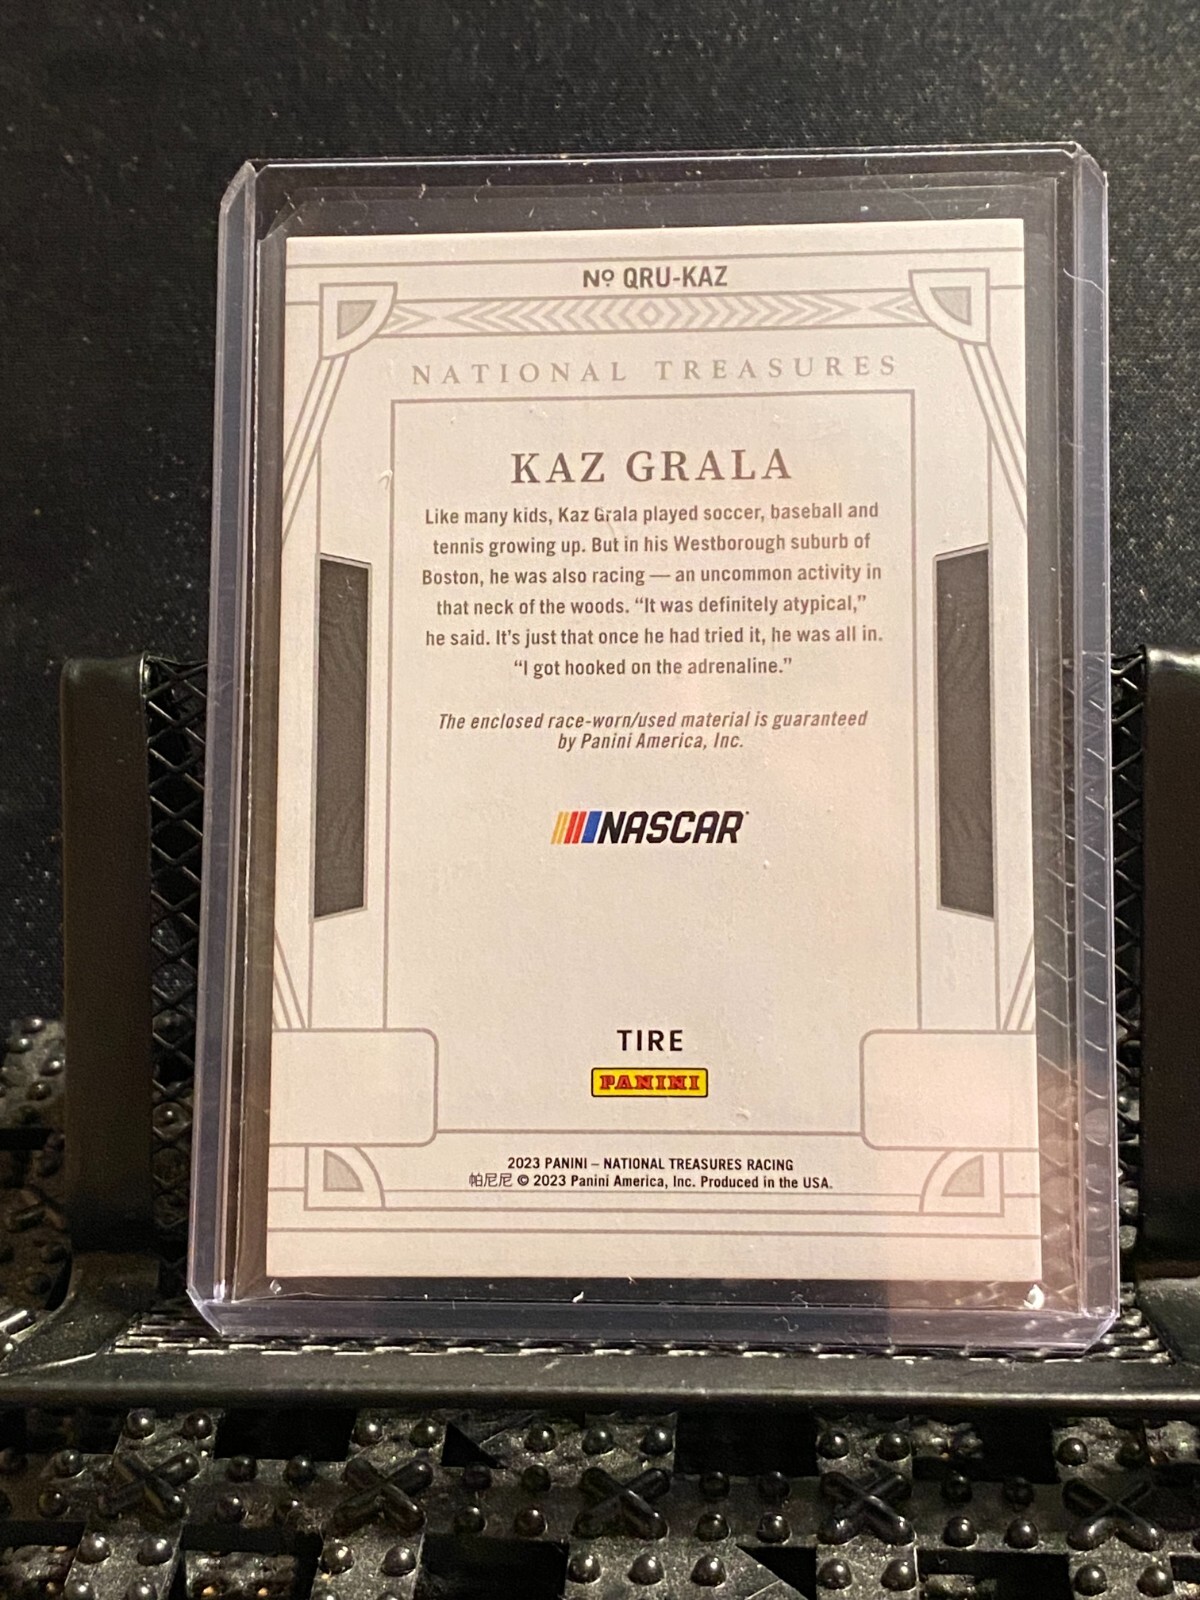 Nº QRU-KAZ
NATIONAL TREASURES
KAZ GRALA
Like many kids, Kaz Grala played soccer, baseball and
tennis growing up. But in his Westborough suburb of
Boston, he was also racing — an uncommon activity in
that neck of the woods. “It was definitely atypical,”
he said. It’s just that once he had tried it, he was all in.
“I got hooked on the adrenaline.”
The enclosed race-worn/used material is guaranteed
by Panini America, Inc.
NASCAR
TIRE
PANINI
2023 PANINI – NATIONAL TREASURES RACING
帕尼尼 © 2023 Panini America, Inc. Produced in the USA.